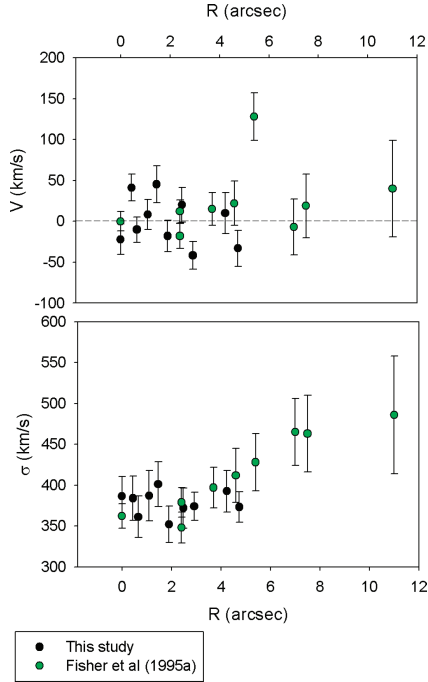 R (arcsec)
0 2 4 6 8 10 12
200
150
100
50
0
-50
-100
V (km/s)
600
550
500
450
400
350
300
σ (km/s)
0 2 4 6 8 10 12
R (arcsec)
This study
Fisher et al (1995a)